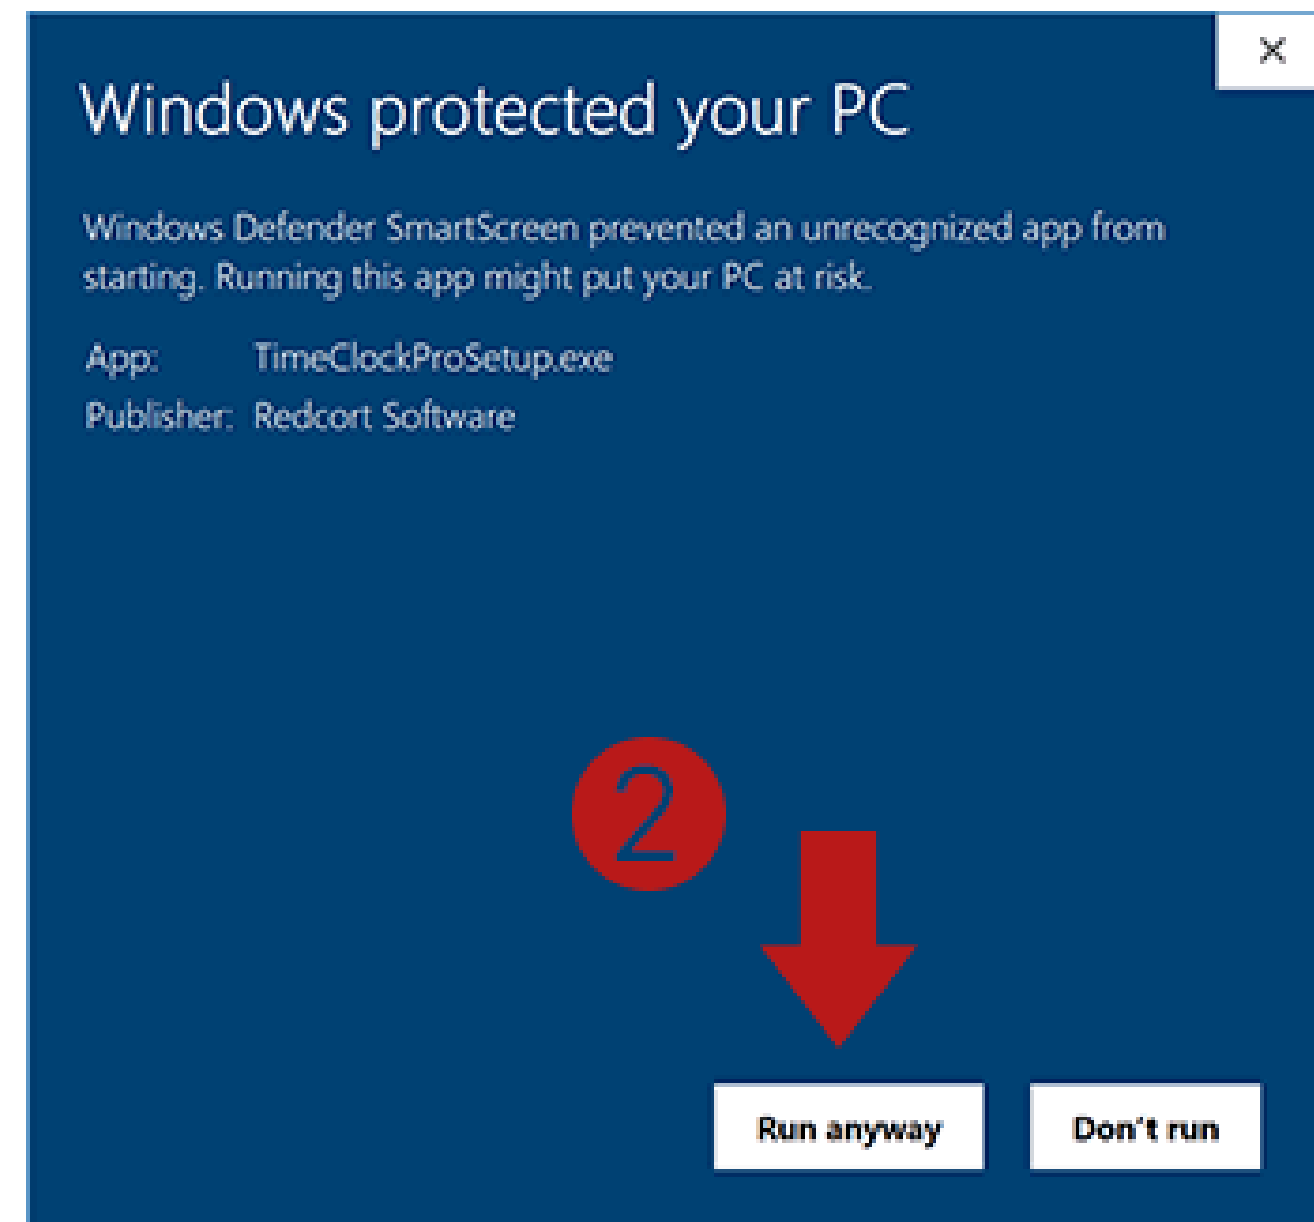 Windows protected your PC
Windows Defender SmartScreen prevented an unrecognized app from
starting. Running this app might put your PC at risk.
App: TimeClockProSetup.exe
Publisher: Redcort Software
2
Run anyway Don't run